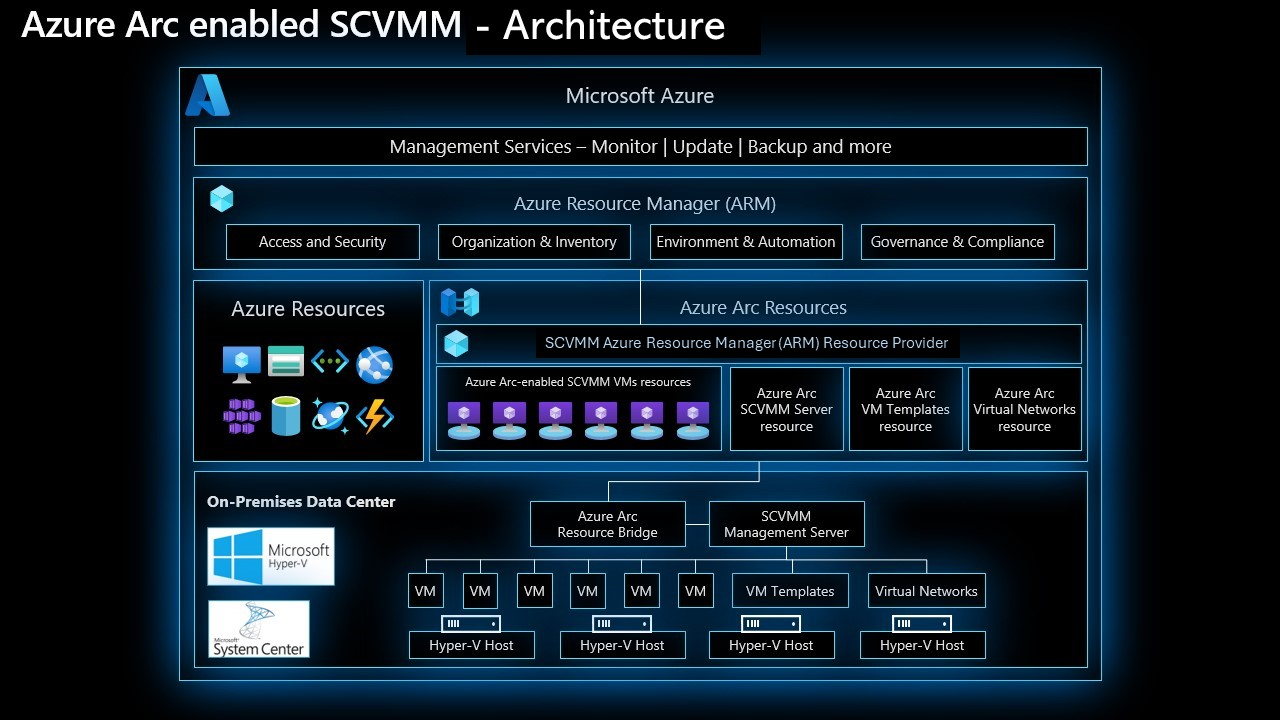 Azure Arc enabled SCVMM - Architecture
Microsoft Azure
Management Services – Monitor | Update | Backup and more
Azure Resource Manager (ARM)
Access and Security
Organization & Inventory
Environment & Automation
Governance & Compliance
Azure Resources
Azure Arc Resources
SCVMM Azure Resource Manager (ARM) Resource Provider
Azure Arc-enabled SCVMM VMs resources
Azure Arc
SCVMM Server
resource
Azure Arc
VM Templates
resource
Azure Arc
Virtual Networks
resource
On-Premises Data Center
Microsoft
Hyper-V
Microsoft
System Center
Azure Arc
Resource Bridge
SCVMM
Management Server
VM
VM
VM
VM
VM
VM
VM Templates
Virtual Networks
Hyper-V Host
Hyper-V Host
Hyper-V Host
Hyper-V Host